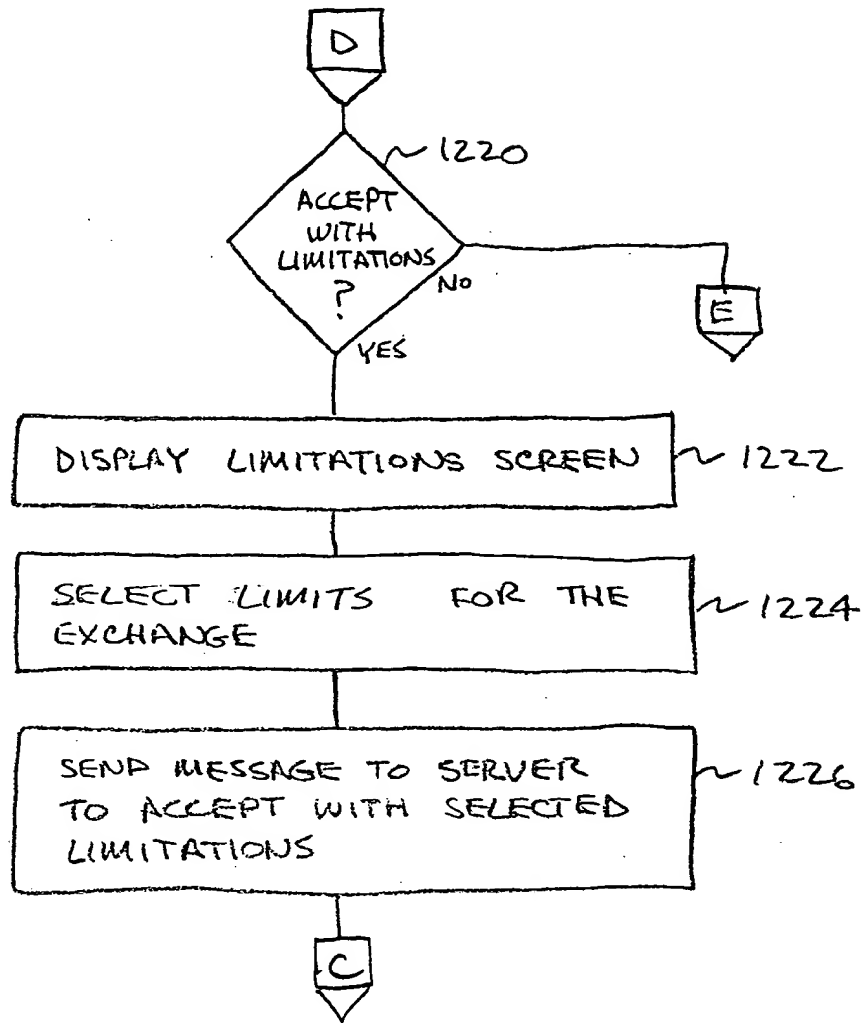 D
1220
ACCEPT
WITH
LIMITATIONS
?
NO
YES
E
DISPLAY LIMITATIONS SCREEN
1222
SELECT LIMITS FOR THE
EXCHANGE
1224
SEND MESSAGE TO SERVER
TO ACCEPT WITH SELECTED
LIMITATIONS
1226
C